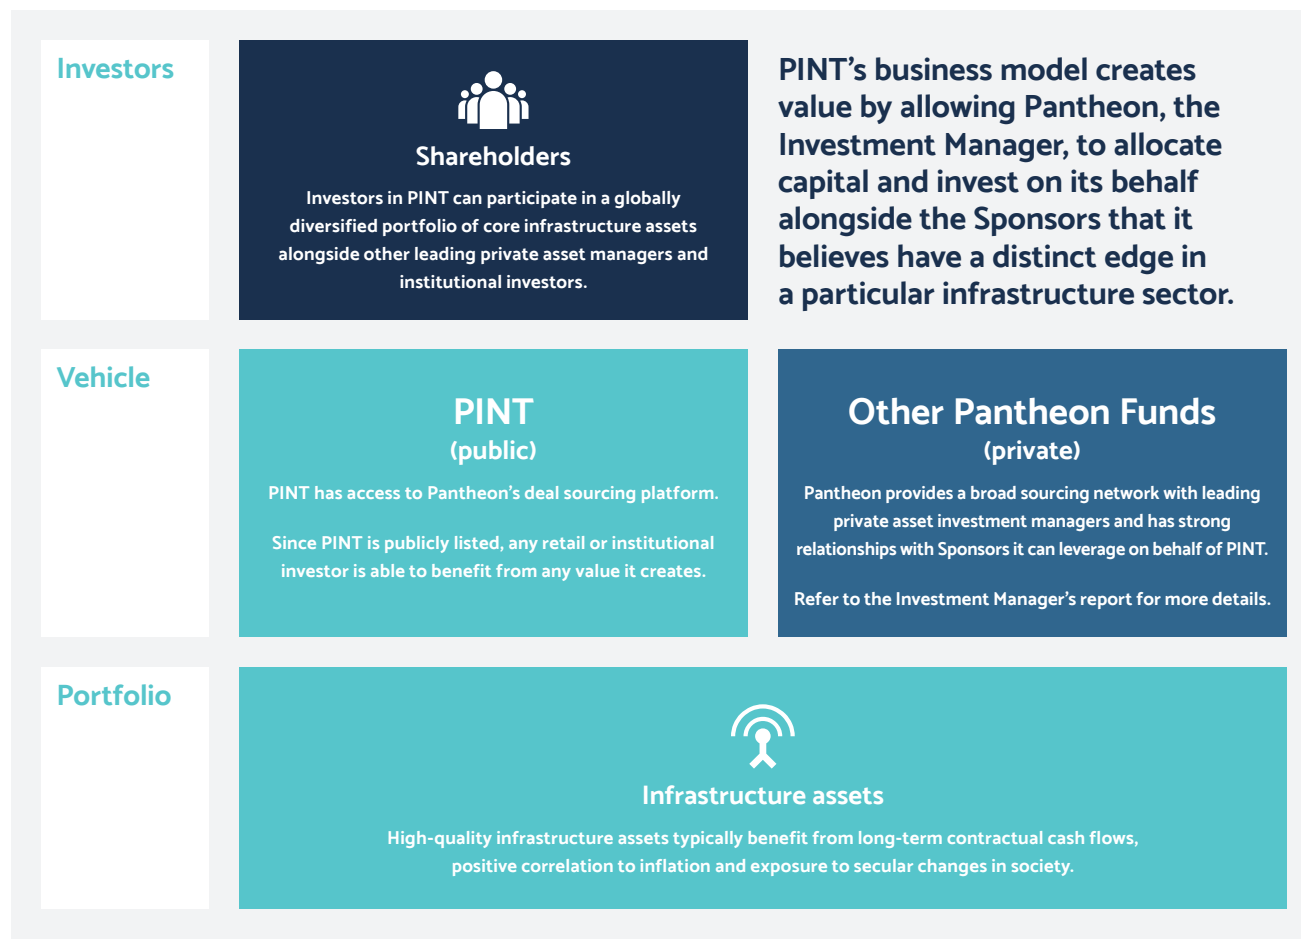 Investors
Shareholders
Investors in PINT can participate in a globally
diversified portfolio of core infrastructure assets
alongside other leading private asset managers and
institutional investors.
PINT’s business model creates
value by allowing Pantheon, the
Investment Manager, to allocate
capital and invest on its behalf
alongside the Sponsors that it
believes have a distinct edge in
a particular infrastructure sector.
Vehicle
PINT
(public)
PINT has access to Pantheon’s deal sourcing platform.
Since PINT is publicly listed, any retail or institutional
investor is able to benefit from any value it creates.
Other Pantheon Funds
(private)
Pantheon provides a broad sourcing network with leading
private asset investment managers and has strong
relationships with Sponsors it can leverage on behalf of PINT.
Refer to the Investment Manager’s report for more details.
Portfolio
Infrastructure assets
High-quality infrastructure assets typically benefit from long-term contractual cash flows,
positive correlation to inflation and exposure to secular changes in society.